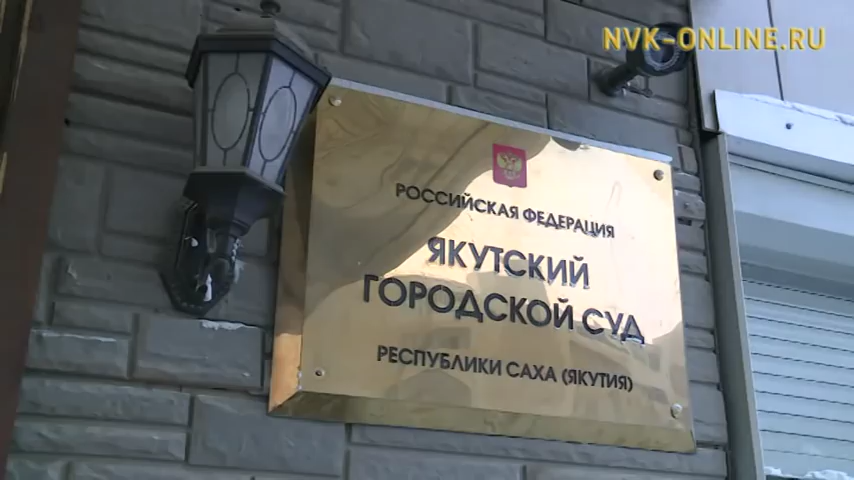 NVK-ONLINE.RU
РОССИЙСКАЯ ФЕДЕРАЦИЯ
ЯКУТСКИЙ
ГОРОДСКОЙ СУД
РЕСПУБЛИКИ САХА (ЯКУТИЯ)